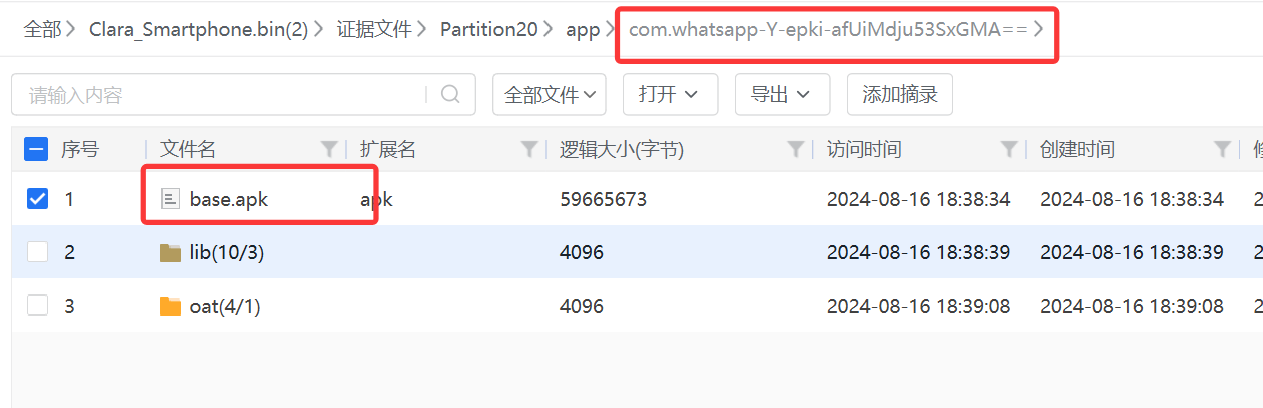 全部 > Clara_Smartphone.bin(2) > 证据文件 > Partition20 > app > com.whatsapp-Y-epki-afUiMdju53SxGMA== >
请输入内容 全部文件 打开 导出 添加摘录
序号 文件名 扩展名 逻辑大小(字节) 访问时间 创建时间
1 base.apk apk 59665673 2024-08-16 18:38:34 2024-08-16 18:38:34 2
2 lib(10/3) 4096 2024-08-16 18:38:39 2024-08-16 18:38:39 2
3 oat(4/1) 4096 2024-08-16 18:39:08 2024-08-16 18:39:08 2